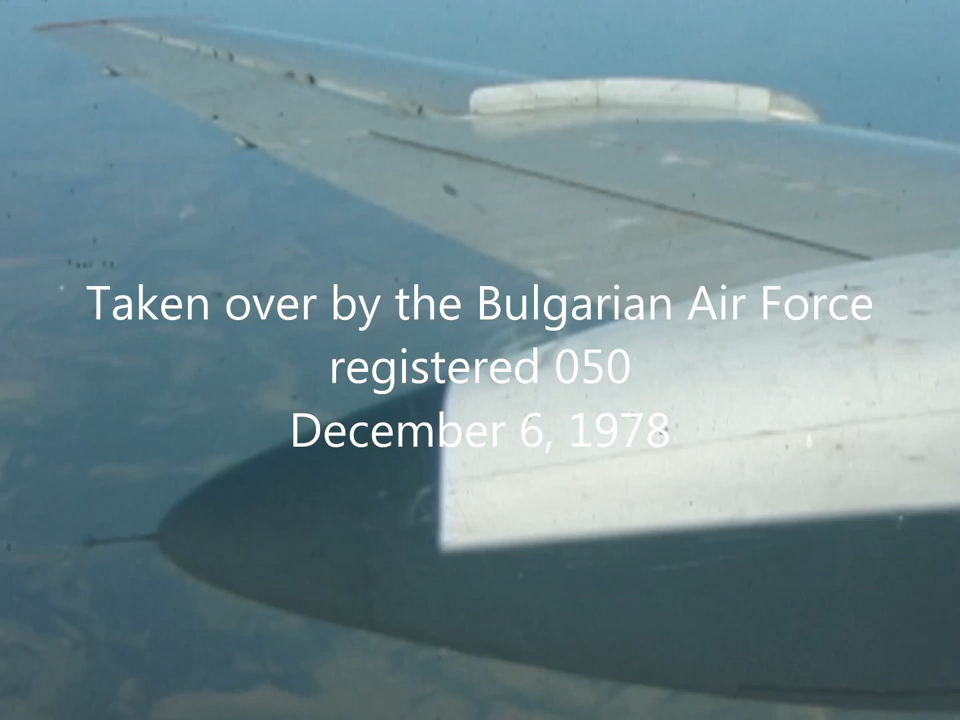 Taken over by the Bulgarian Air Force
registered 050
December 6, 1978